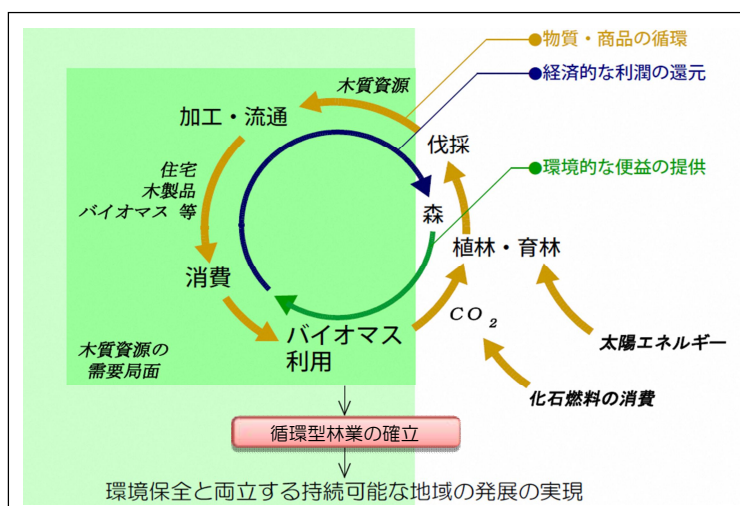 ●物質・商品の循環
●経済的な利潤の還元
●環境的な便益の提供
木質資源
加工・流通
伐採
住宅
木製品
バイオマス 等
森
植林・育林
消費
CO₂
バイオマス
利用
太陽エネルギー
木質資源の
需要局面
化石燃料の消費
循環型林業の確立
環境保全と両立する持続可能な地域の発展の実現